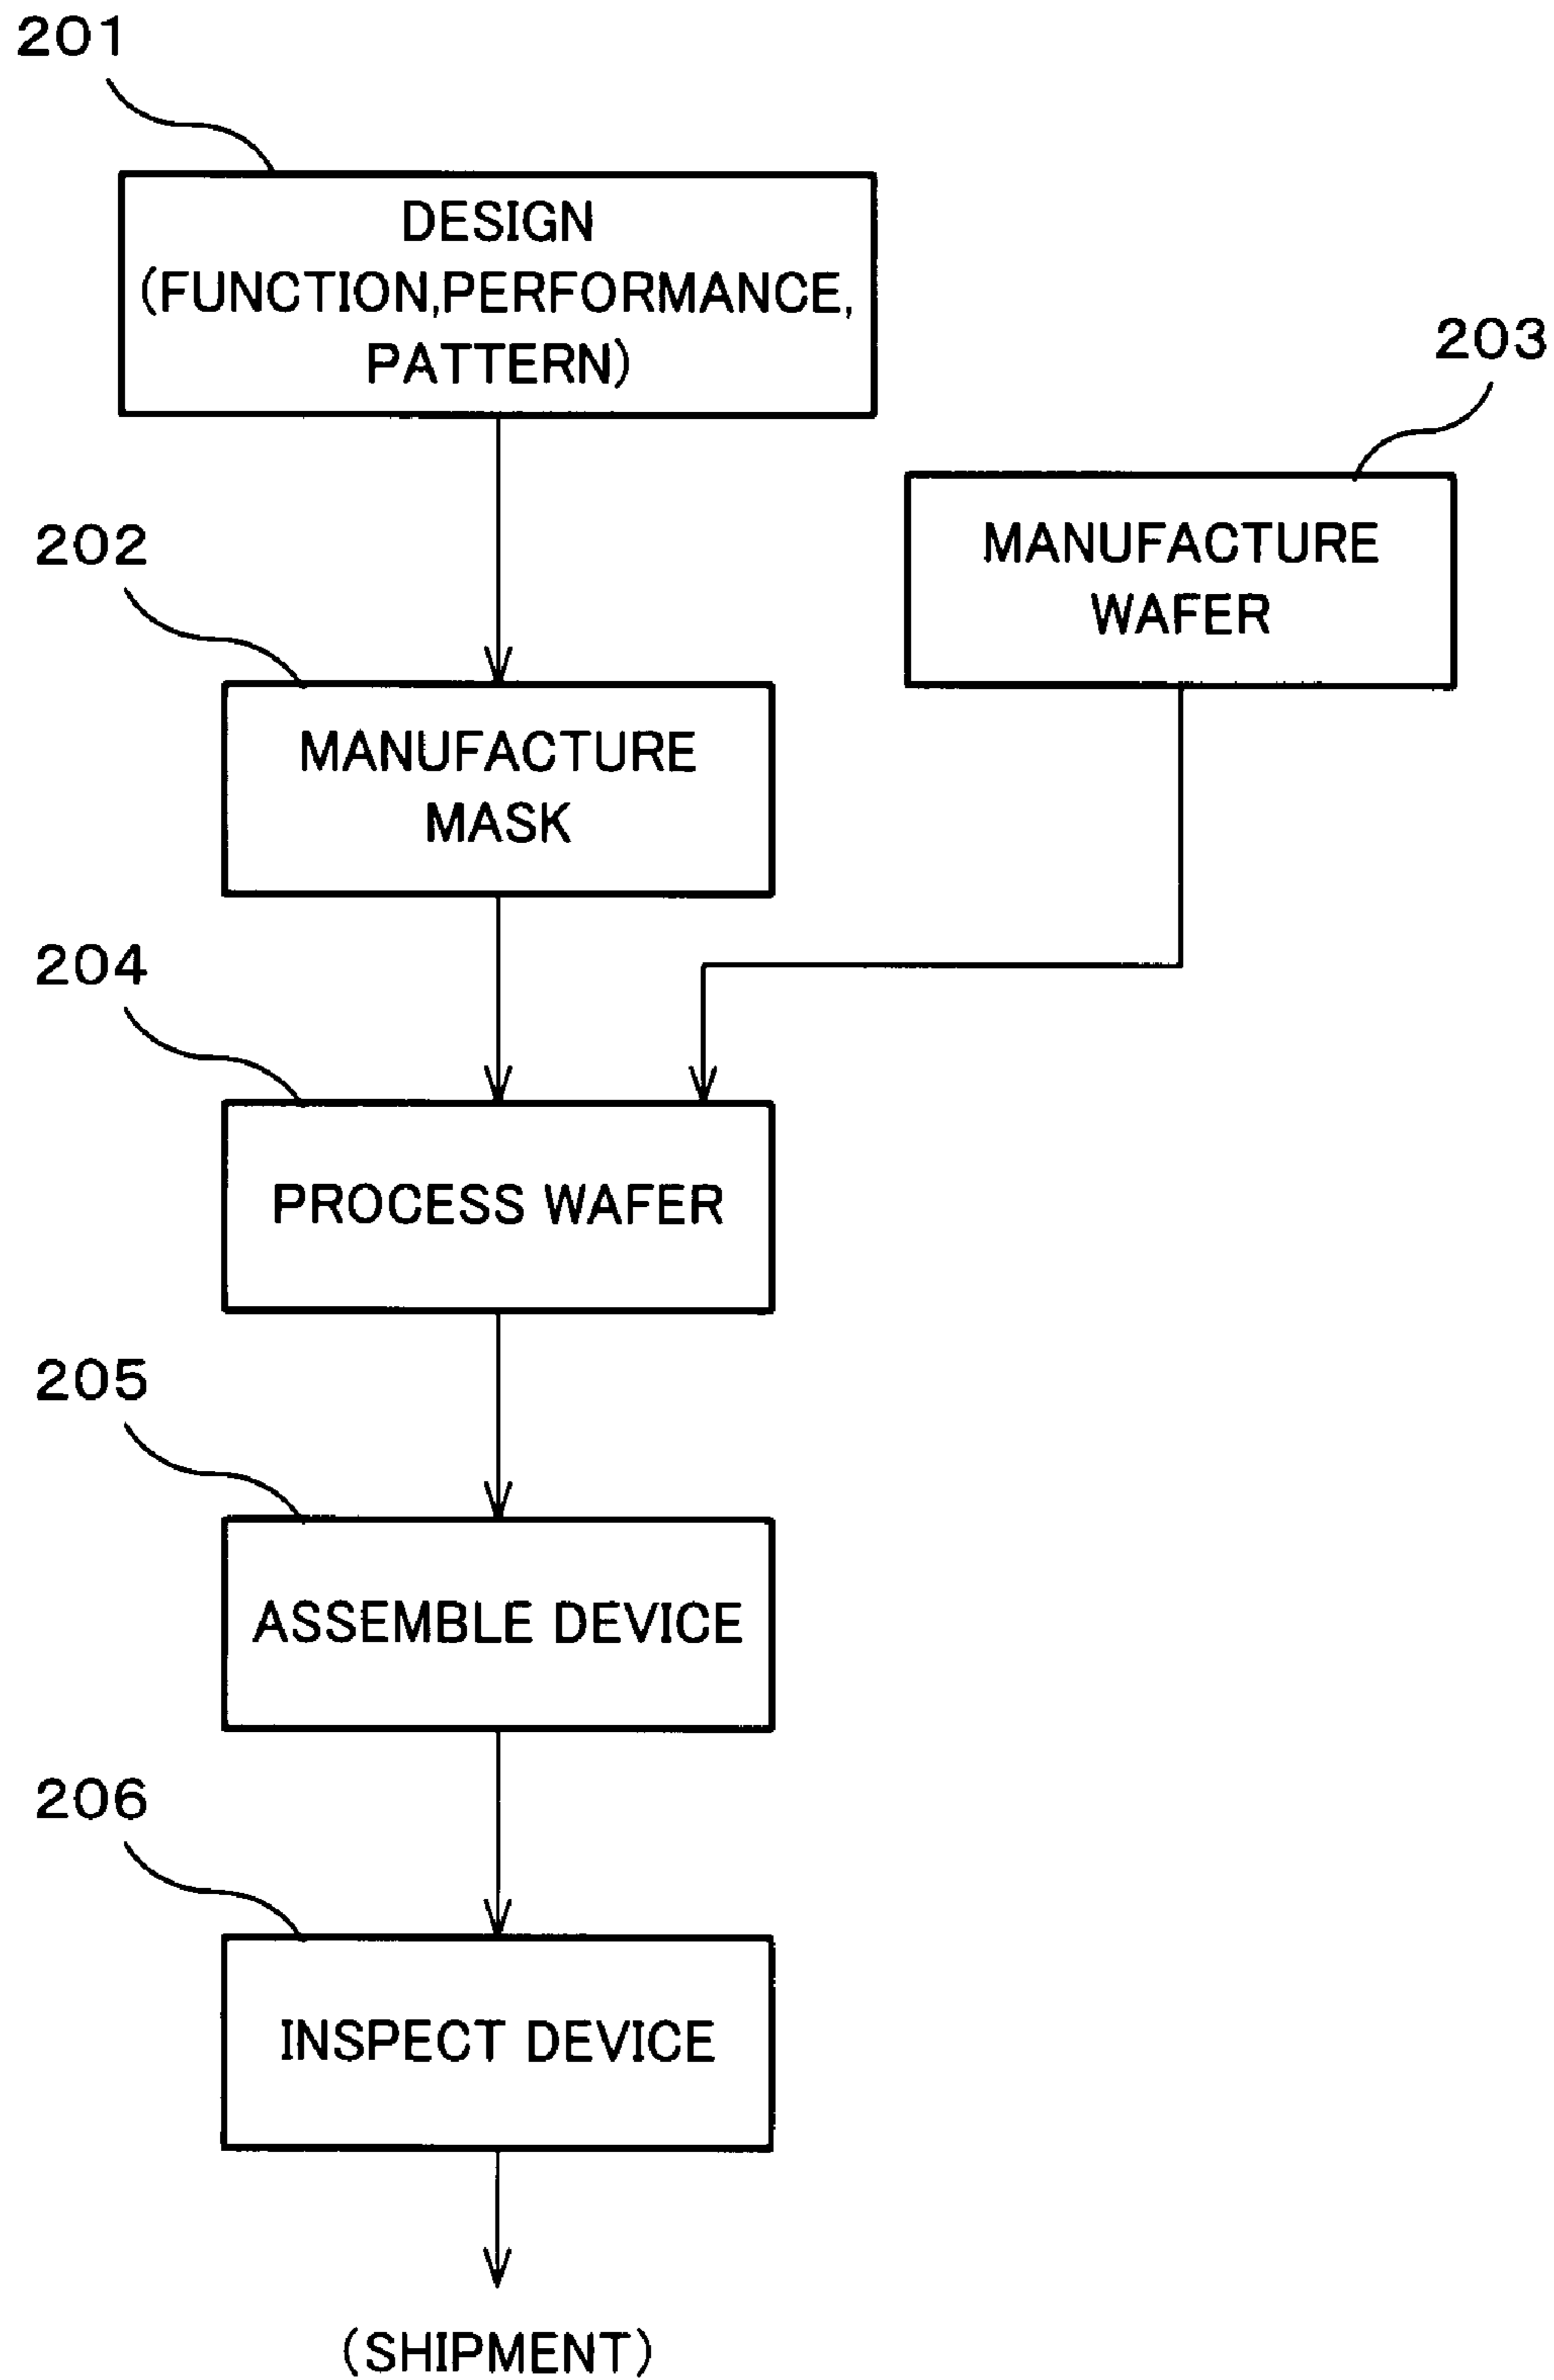 201
DESIGN
(FUNCTION,PERFORMANCE,
PATTERN)
203
MANUFACTURE
WAFER
202
MANUFACTURE
MASK
204
PROCESS WAFER
205
ASSEMBLE DEVICE
206
INSPECT DEVICE
(SHIPMENT)